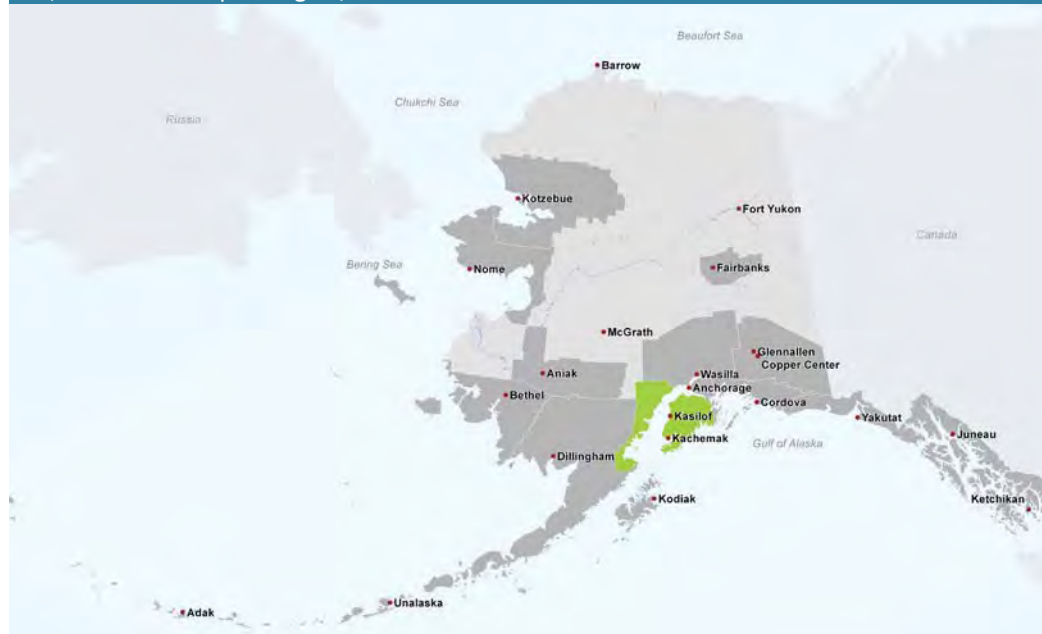 Beaufort Sea
Barrow
Chukchi Sea
Russia
Kotzebue
Fort Yukon
Canada
Bering Sea
Nome
Fairbanks
McGrath
Glennallen
Copper Center
Aniak
Wasilla
Anchorage
Bethel
Cordova
Kasilof
Yakutat
Kachemak
Gulf of Alaska
Juneau
Dillingham
Kodiak
Ketchikan
Unalaska
Adak